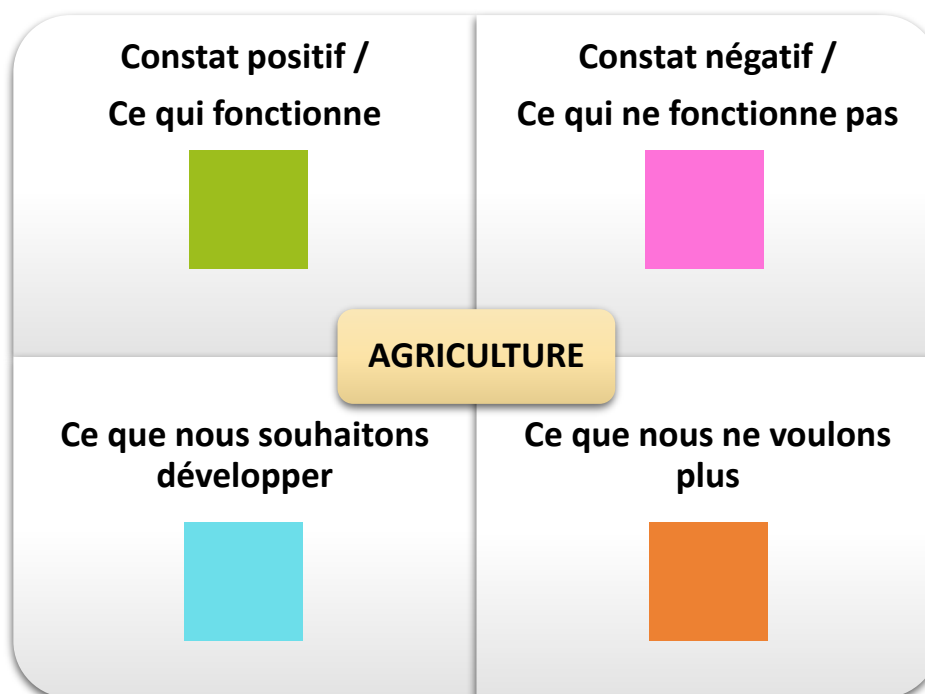 Constat positif /
Ce qui fonctionne
Constat négatif /
Ce qui ne fonctionne pas
AGRICULTURE
Ce que nous souhaitons
développer
Ce que nous ne voulons
plus